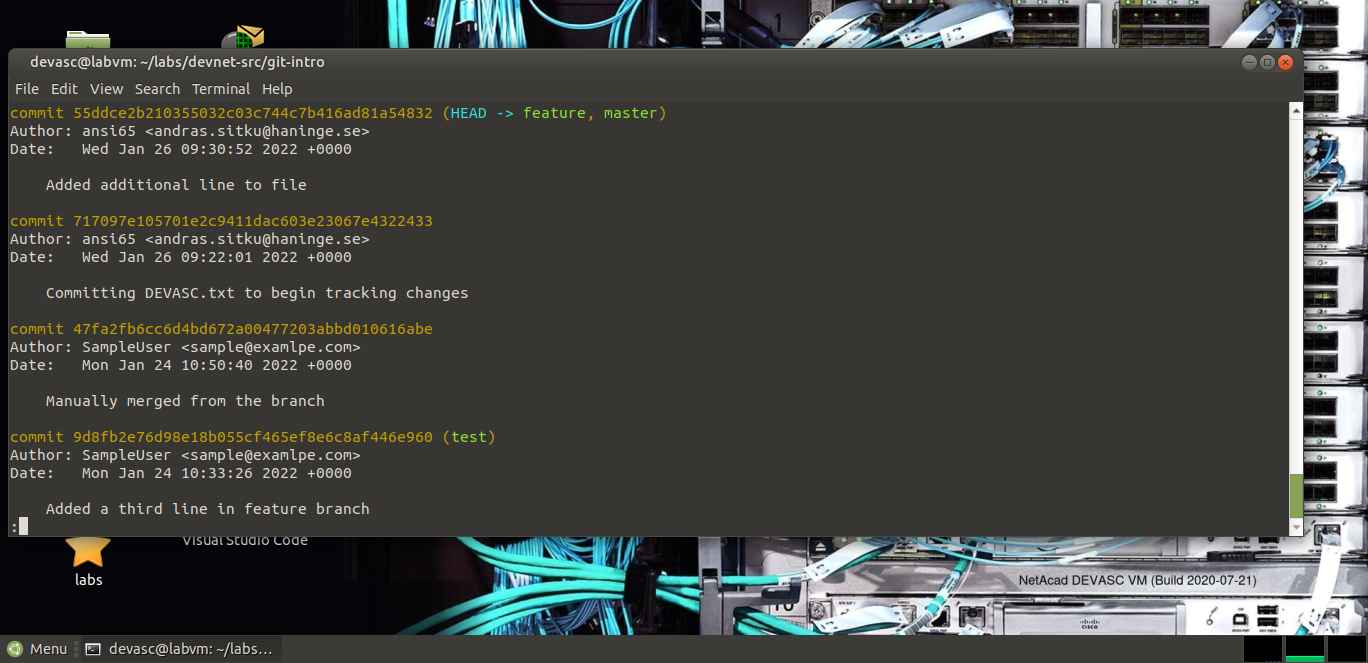 devasc@labvm: ~/labs/devnet-src/git-intro
File Edit View Search Terminal Help
commit 55ddce2b210355032c03c744c7b416ad81a54832 (HEAD -> feature, master)
Author: ansi65 <andras.sitku@haninge.se>
Date:   Wed Jan 26 09:30:52 2022 +0000
Added additional line to file
commit 717097e105701e2c9411dac603e23067e4322433
Author: ansi65 <andras.sitku@haninge.se>
Date:   Wed Jan 26 09:22:01 2022 +0000
Committing DEVASC.txt to begin tracking changes
commit 47fa2fb6cc6d4bd672a00477203abbd010616abe
Author: SampleUser <sample@examlpe.com>
Date:   Mon Jan 24 10:50:40 2022 +0000
Manually merged from the branch
commit 9d8fb2e76d98e18b055cf465ef8e6c8af446e960 (test)
Author: SampleUser <sample@examlpe.com>
Date:   Mon Jan 24 10:33:26 2022 +0000
Added a third line in feature branch
:
Visual Studio Code
labs
NetAcad DEVASC VM (Build 2020-07-21)
CISCO
Menu
devasc@labvm: ~/labs...